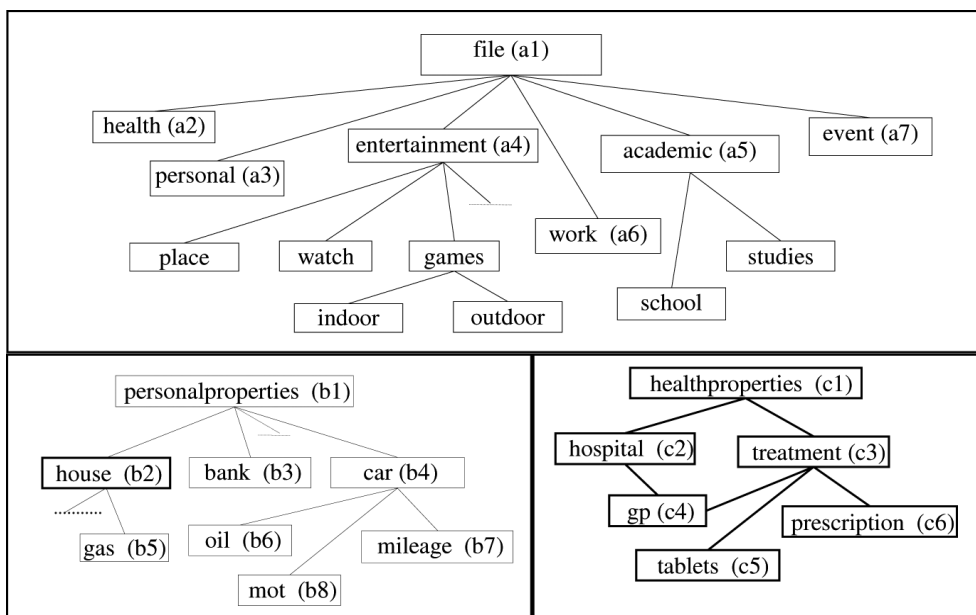 file (a1)
health (a2)
event (a7)
entertainment (a4)
academic (a5)
personal (a3)
work (a6)
place
watch
games
studies
school
indoor
outdoor
personalproperties (b1)
house (b2)
bank (b3)
car (b4)
gas (b5)
oil (b6)
mileage (b7)
mot (b8)
healthproperties (c1)
hospital (c2)
treatment (c3)
gp (c4)
prescription (c6)
tablets (c5)